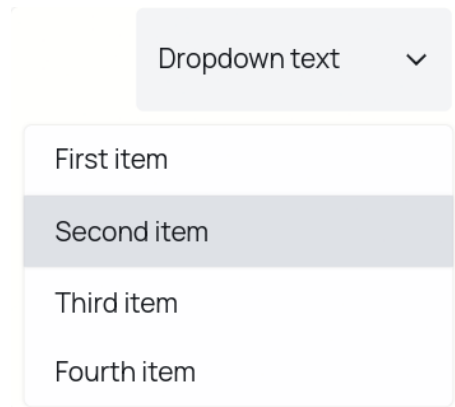 Dropdown text
First item
Second item
Third item
Fourth item